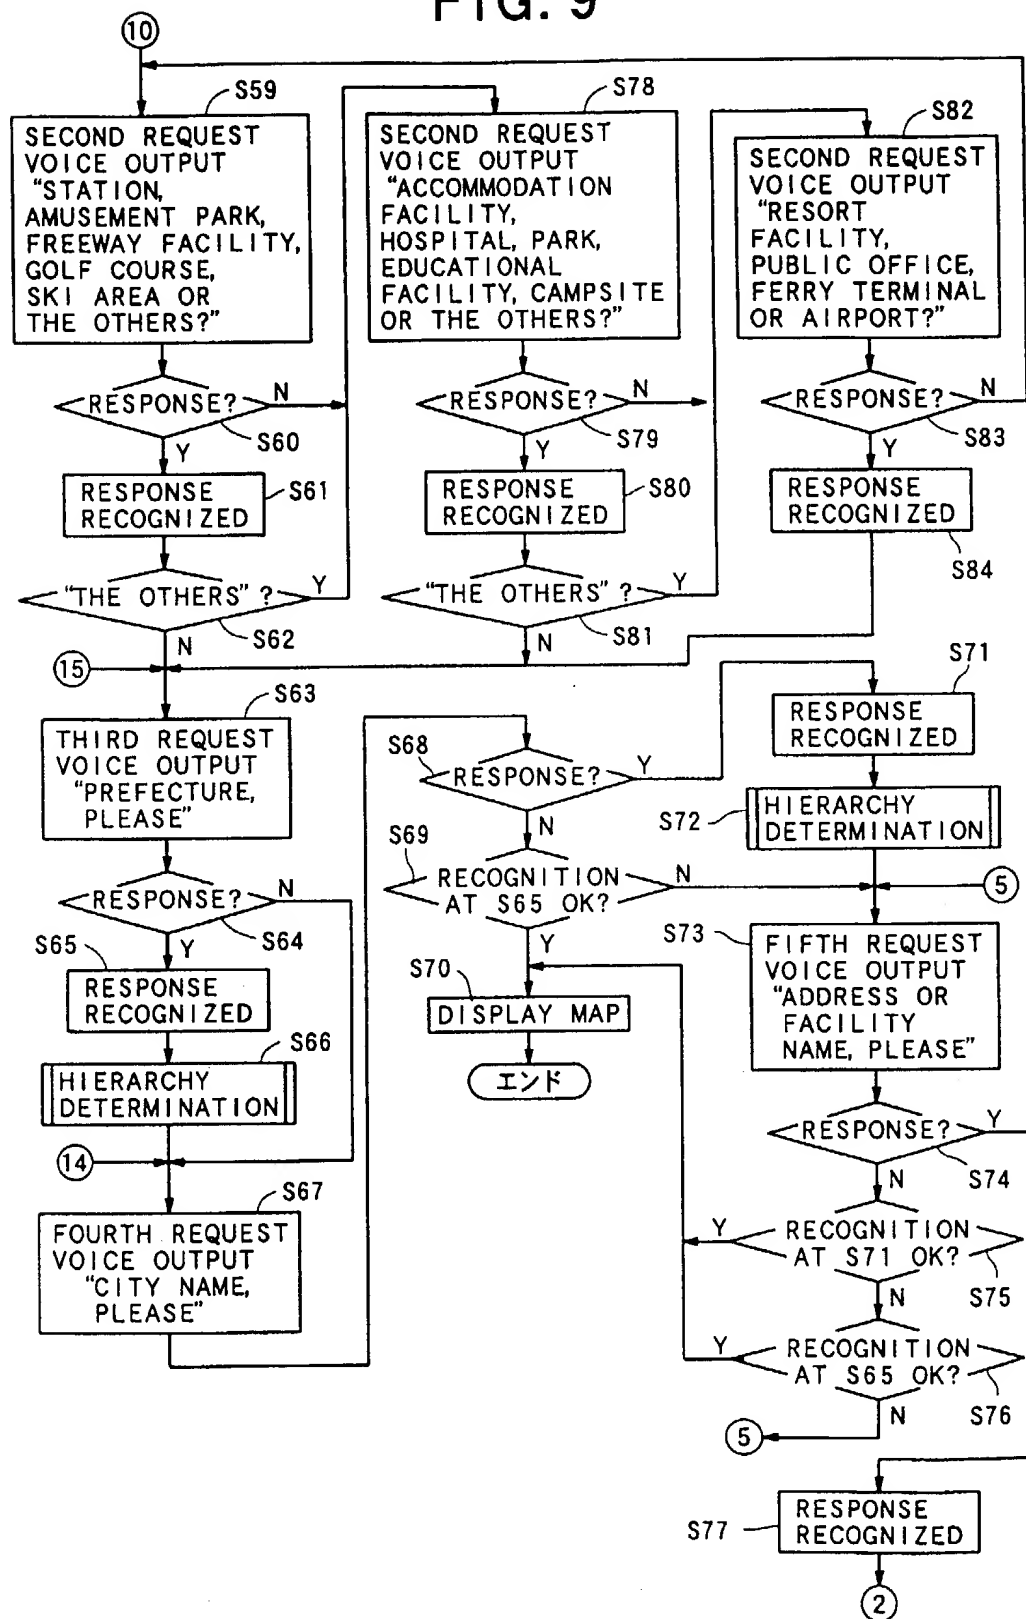 FIG. 9
10
S59
SECOND REQUEST
VOICE OUTPUT
"STATION,
AMUSEMENT PARK,
FREEWAY FACILITY,
GOLF COURSE,
SKI AREA OR
THE OTHERS?"
RESPONSE?
N
S60
Y
RESPONSE
RECOGNIZED
S61
"THE OTHERS" ?
Y
S62
N
15
S78
SECOND REQUEST
VOICE OUTPUT
"ACCOMMODATION
FACILITY,
HOSPITAL, PARK,
EDUCATIONAL
FACILITY, CAMPSITE
OR THE OTHERS?"
RESPONSE?
N
S79
Y
RESPONSE
RECOGNIZED
S80
"THE OTHERS" ?
Y
S81
N
S82
SECOND REQUEST
VOICE OUTPUT
"RESORT
FACILITY,
PUBLIC OFFICE,
FERRY TERMINAL
OR AIRPORT?"
RESPONSE?
N
S83
Y
RESPONSE
RECOGNIZED
S84
S63
THIRD REQUEST
VOICE OUTPUT
"PREFECTURE,
PLEASE"
RESPONSE?
N
S64
Y
S65
RESPONSE
RECOGNIZED
S66
HIERARCHY
DETERMINATION
14
S67
FOURTH REQUEST
VOICE OUTPUT
"CITY NAME,
PLEASE"
S68
RESPONSE?
Y
N
S69
RECOGNITION
AT S65 OK?
N
Y
S70
DISPLAY MAP
エンド
S71
RESPONSE
RECOGNIZED
S72
HIERARCHY
DETERMINATION
5
S73
FIFTH REQUEST
VOICE OUTPUT
"ADDRESS OR
FACILITY
NAME, PLEASE"
RESPONSE?
Y
S74
N
Y
RECOGNITION
AT S71 OK?
S75
N
Y
RECOGNITION
AT S65 OK?
S76
N
5
S77
RESPONSE
RECOGNIZED
2